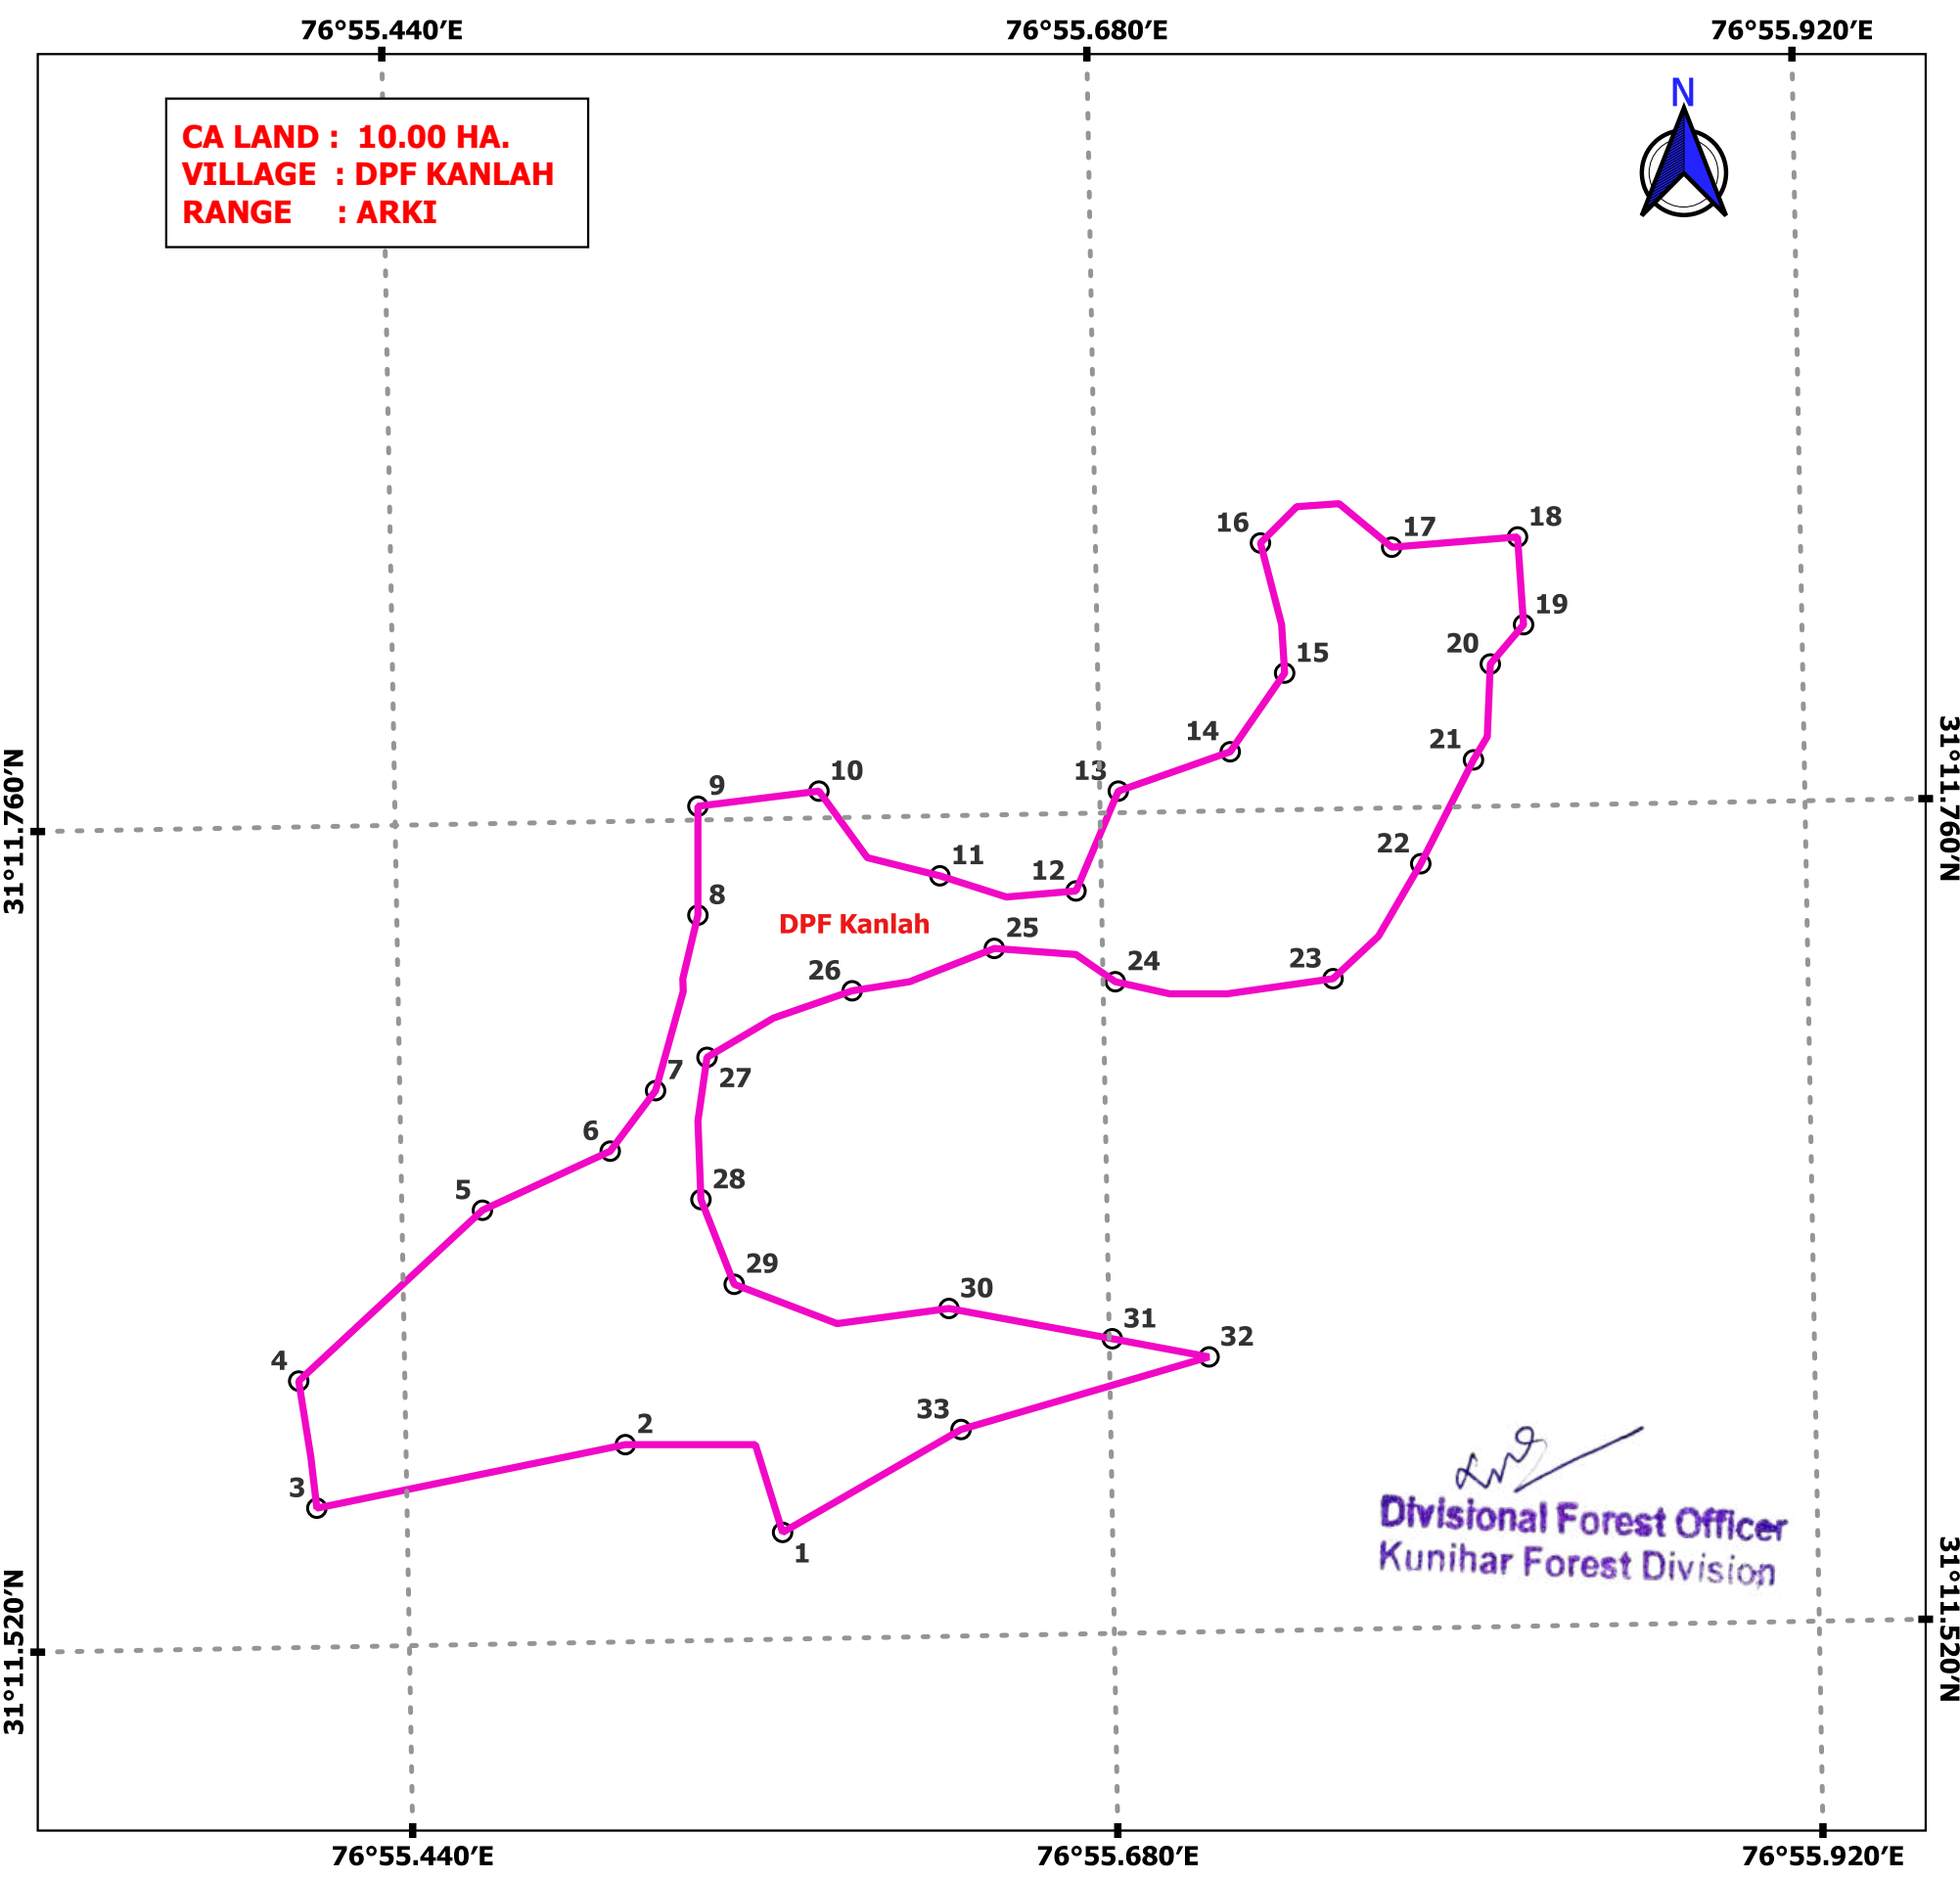 76°55.440′E 76°55.680′E 76°55.920′E
N
CA LAND : 10.00 HA.
VILLAGE : DPF KANLAH
RANGE : ARKI
16
17
18
19
20
15
14
21
13
10
9
31°11.760′N
31°11.760′N
22
11
12
8
DPF Kanlah
25
24
23
26
7
27
6
28
5
29
30
31
32
4
33
2
3
1
Divisional Forest Officer
Kunihar Forest Division
31°11.520′N
31°11.520′N
76°55.440′E 76°55.680′E 76°55.920′E